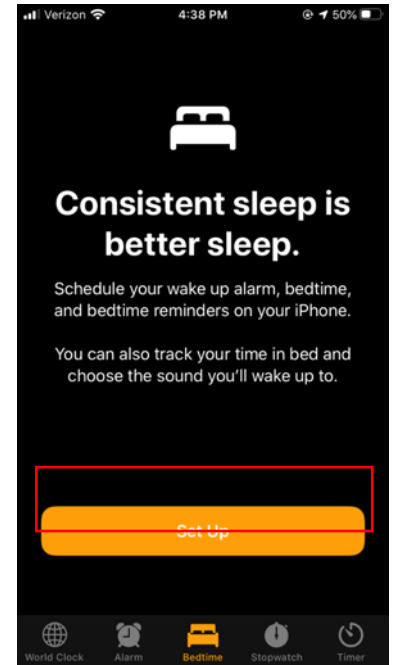 Verizon 4:38 PM 50%
Consistent sleep is
better sleep.
Schedule your wake up alarm, bedtime,
and bedtime reminders on your iPhone.
You can also track your time in bed and
choose the sound you'll wake up to.
Set Up
World Clock Alarm Bedtime Stopwatch Timer